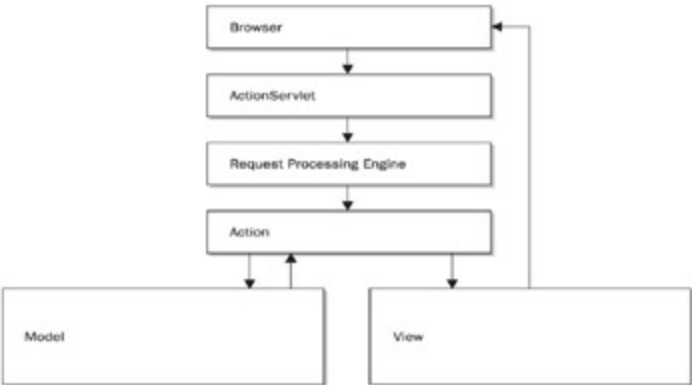 Browser
ActionServlet
Request Processing Engine
Action
Model
View